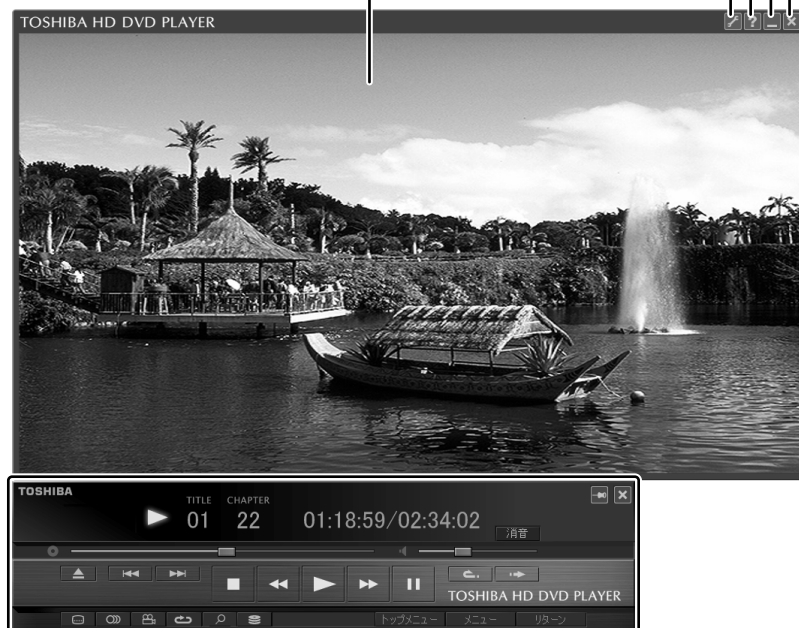 TOSHIBA HD DVD PLAYER
TOSHIBA
TITLE CHAPTER
01 22 01:18:59/02:34:02
消音
TOSHIBA HD DVD PLAYER
トップメニュー メニュー リターン